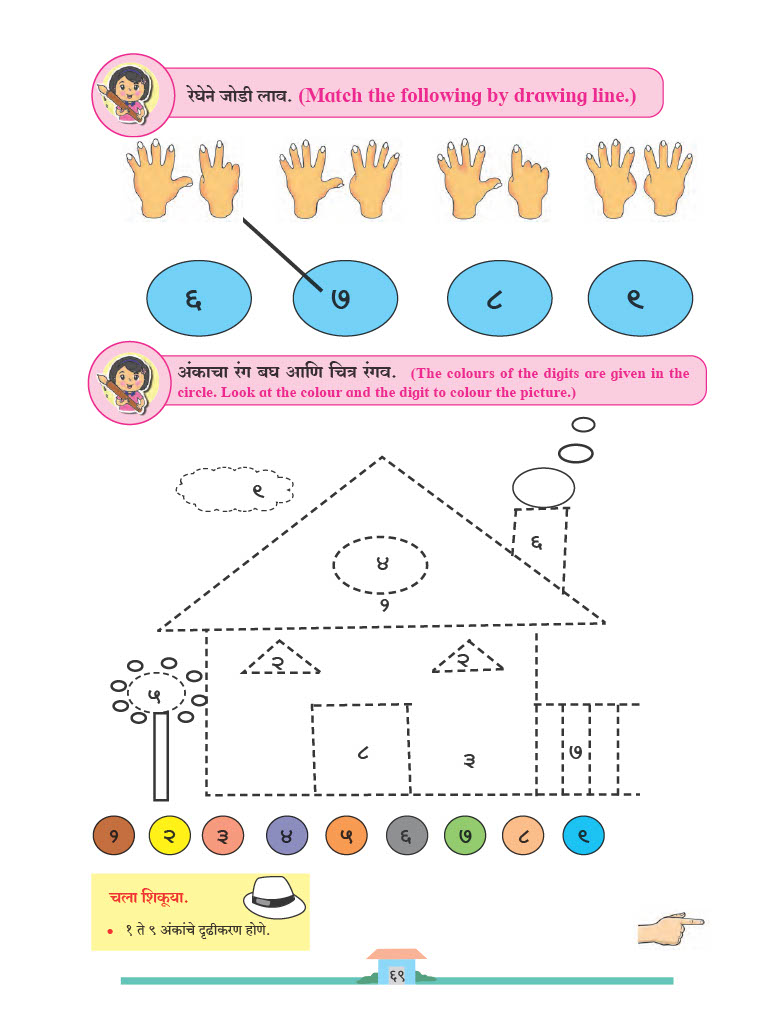 रेघेने जोडी लाव. (Match the following by drawing line.)
६ ७ ८ ९
अंकाचा रंग बघ आणि चित्र रंगव. (The colours of the digits are given in the
circle. Look at the colour and the digit to colour the picture.)
९
६
४
१
२ २
५
८ ३ ७
१ २ ३ ४ ५ ६ ७ ८ ९
चला शिकूया.
• १ ते ९ अंकांचे दृढीकरण होणे.
६९